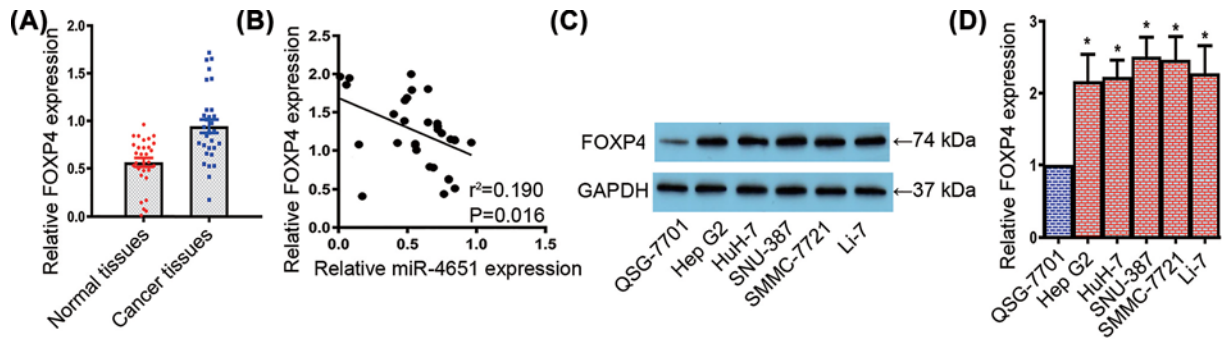 (A)
Relative FOXP4 expression
2.0
1.5
1.0
0.5
0.0
Normal tissues
Cancer tissues
(B)
Relative FOXP4 expression
2.5
2.0
1.5
1.0
0.5
0.0
r²=0.190
P=0.016
0.0
0.5
1.0
1.5
Relative miR-4651 expression
(C)
FOXP4
←74 kDa
GAPDH
←37 kDa
QSG-7701
Hep G2
HuH-7
SNU-387
SMMC-7721
Li-7
(D)
Relative FOXP4 expression
3
2
1
0
* * * * *
QSG-7701
Hep G2
HuH-7
SNU-387
SMMC-7721
Li-7